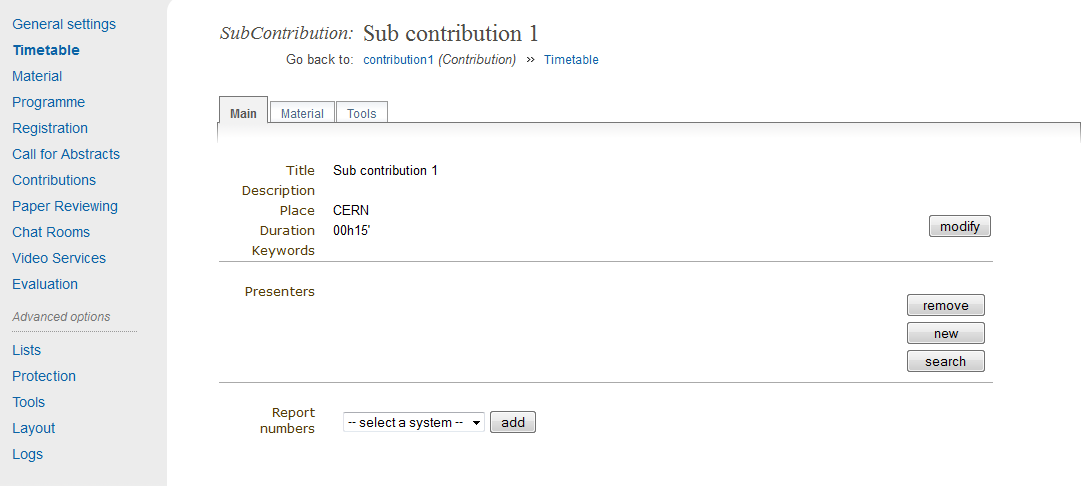 General settings
Timetable
Material
Programme
Registration
Call for Abstracts
Contributions
Paper Reviewing
Chat Rooms
Video Services
Evaluation
Advanced options
Lists
Protection
Tools
Layout
Logs
SubContribution: Sub contribution 1
Go back to: contribution1 (Contribution) » Timetable
Main Material Tools
Title Sub contribution 1
Description
Place CERN
Duration 00h15'
modify
Keywords
Presenters
remove
new
search
Report
numbers
-- select a system -- add